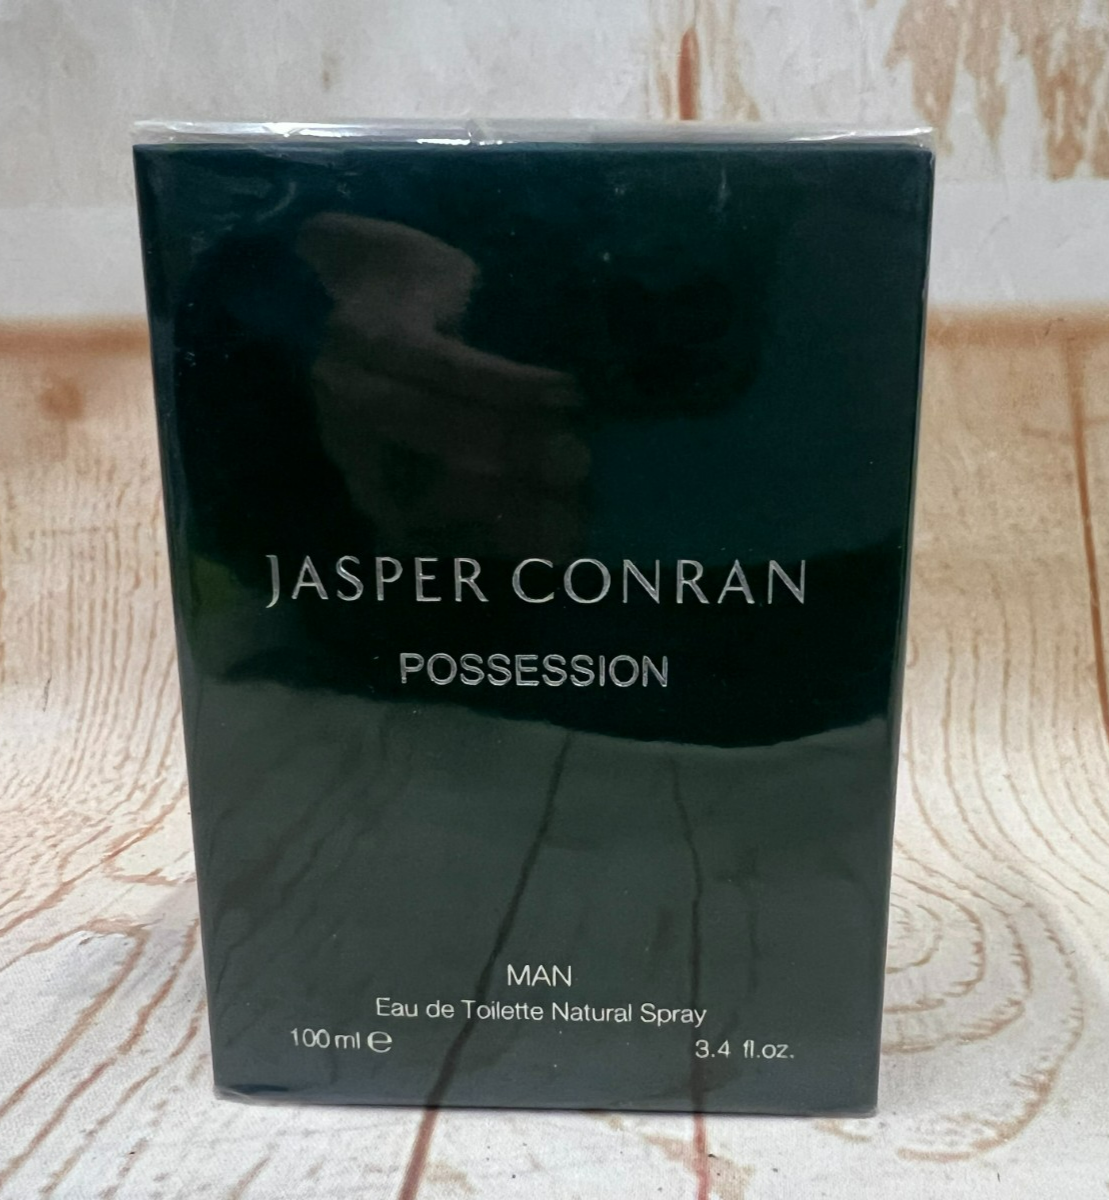 JASPER CONRAN
POSSESSION
MAN
Eau de Toilette Natural Spray
100 ml ℮
3.4 fl.oz.